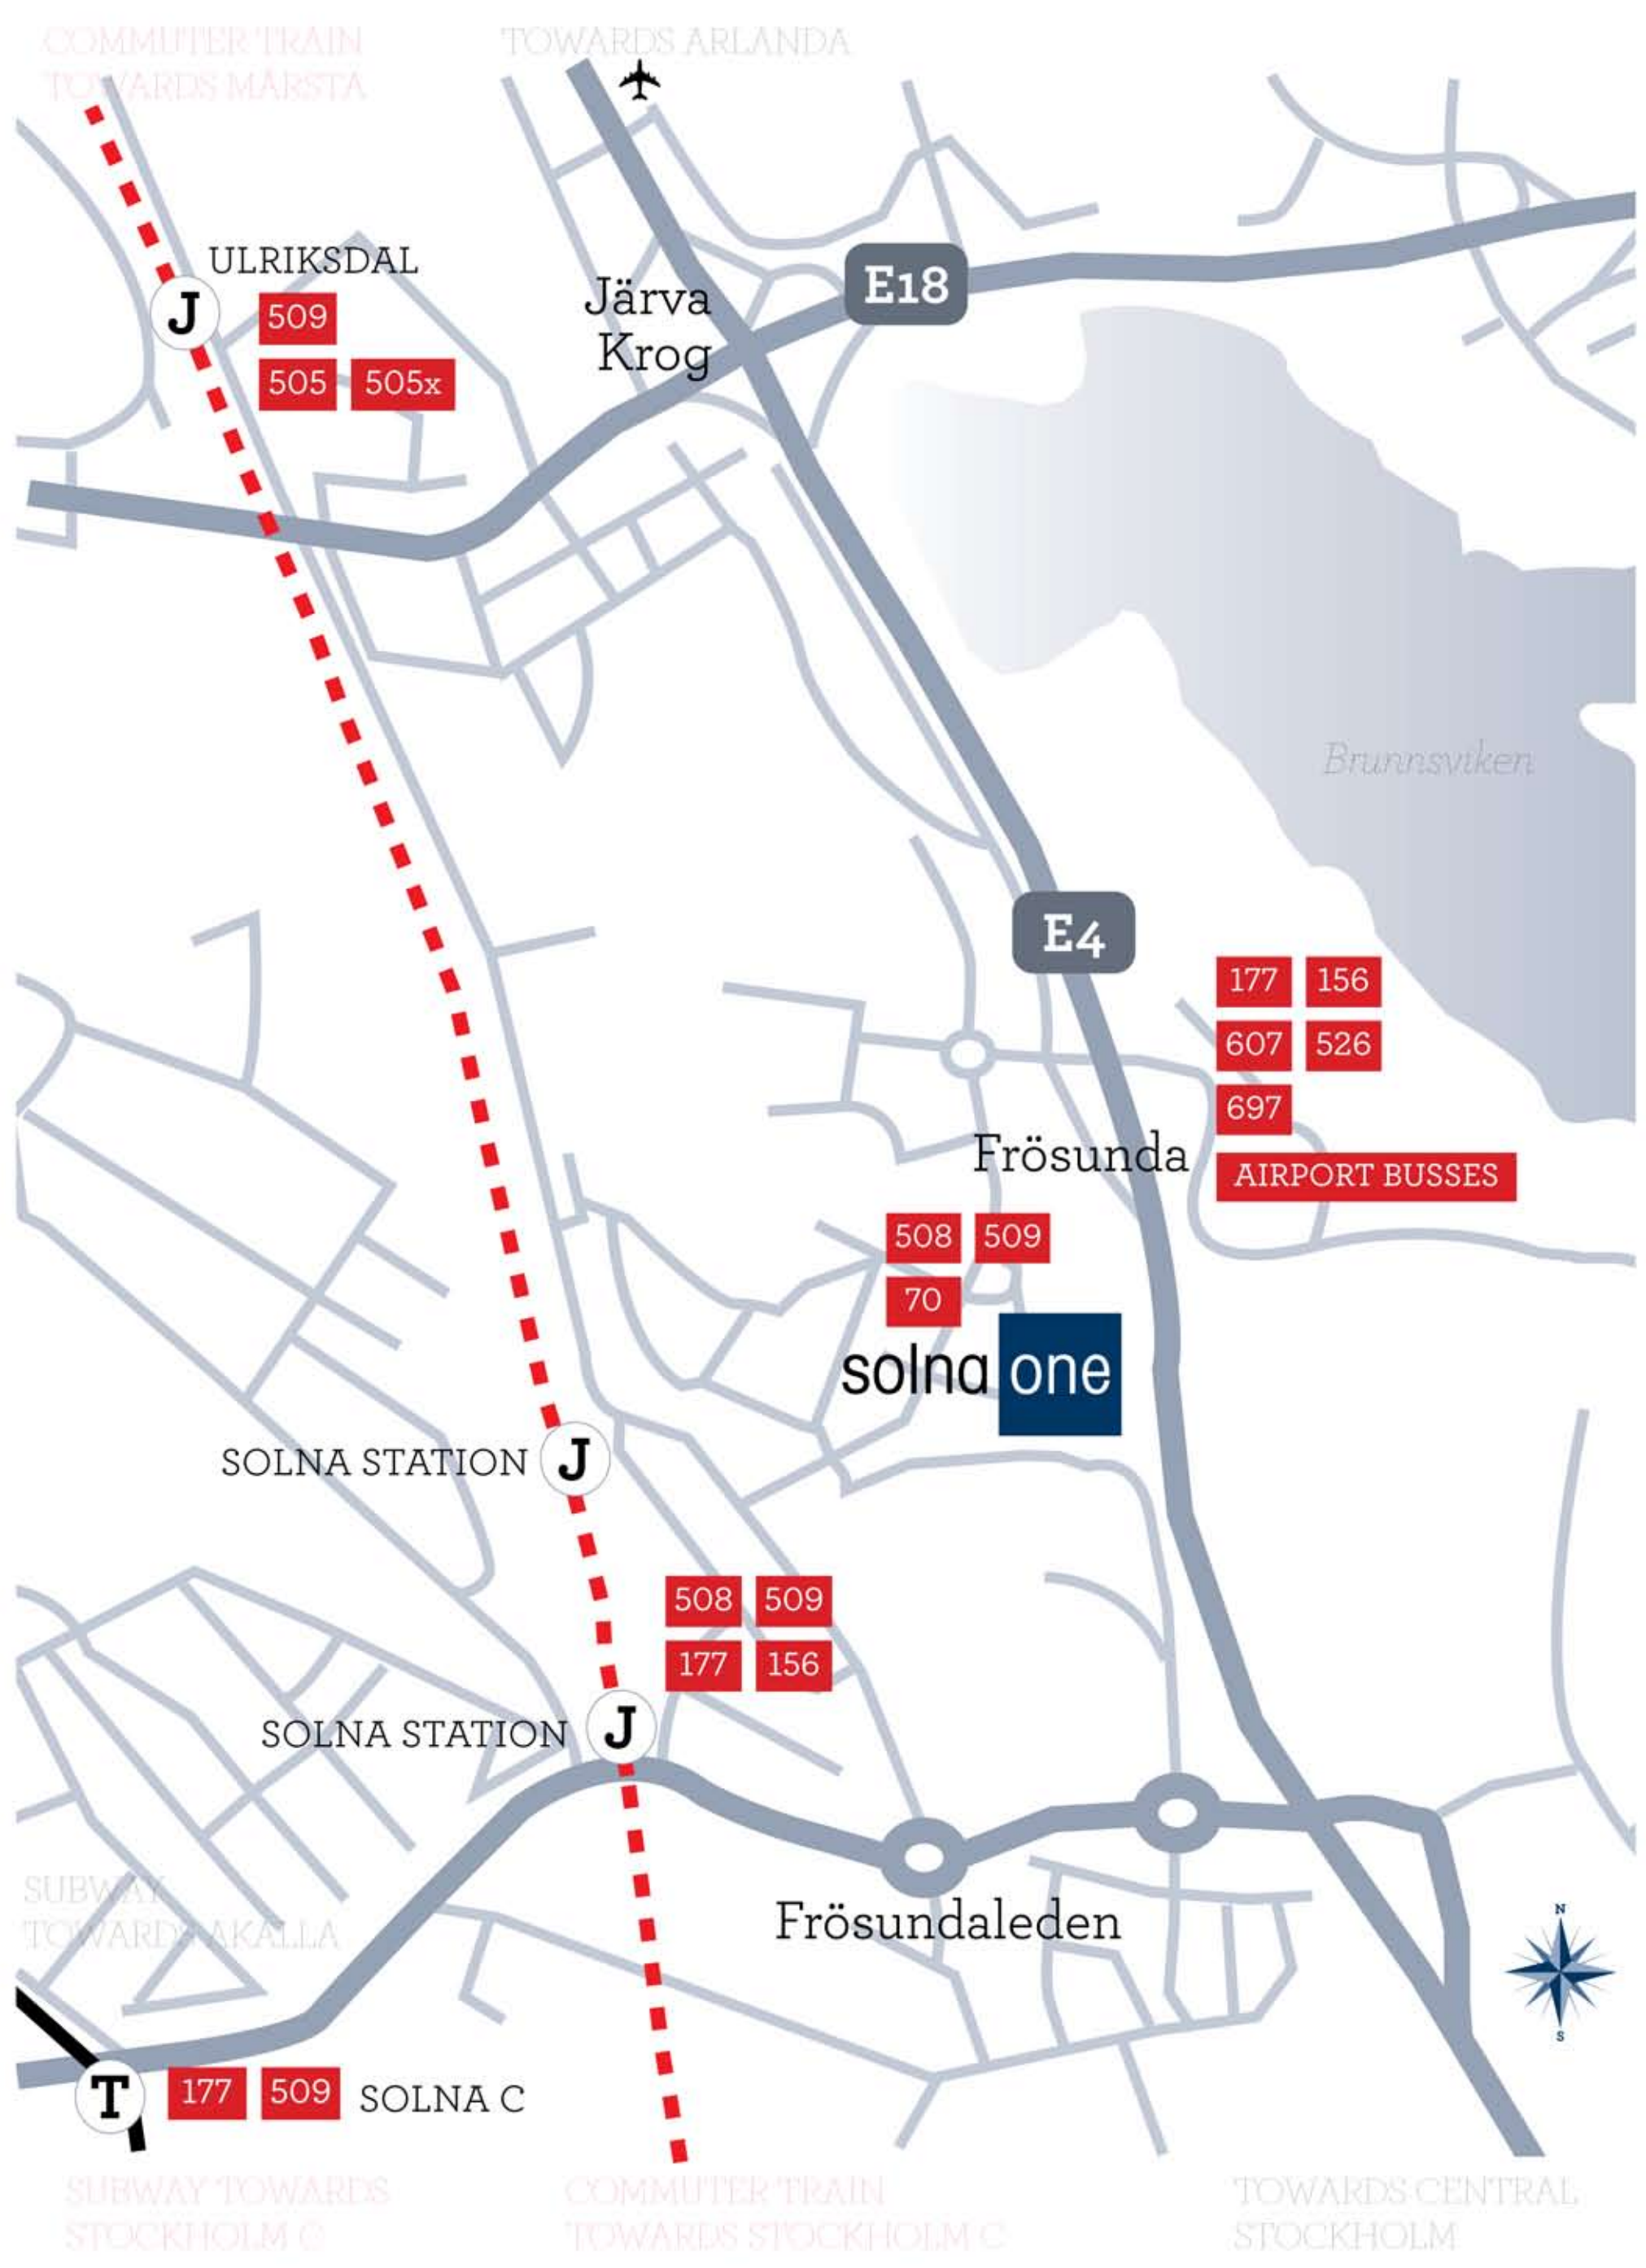 COMMUTER TRAIN
TOWARDS MÄRSTA
TOWARDS ARLANDA
ULRIKSDAL
J
509
505 505x
Järva
Krog
E18
Brunnsviken
E4
177 156
607 526
697
AIRPORT BUSSES
Frösunda
508 509
70
solna one
SOLNA STATION J
508 509
177 156
SOLNA STATION J
Frösundaleden
SUBWAY
TOWARDS AKALLA
N
S
T 177 509 SOLNA C
SUBWAY TOWARDS
STOCKHOLM C
COMMUTER TRAIN
TOWARDS STOCKHOLM C
TOWARDS CENTRAL
STOCKHOLM